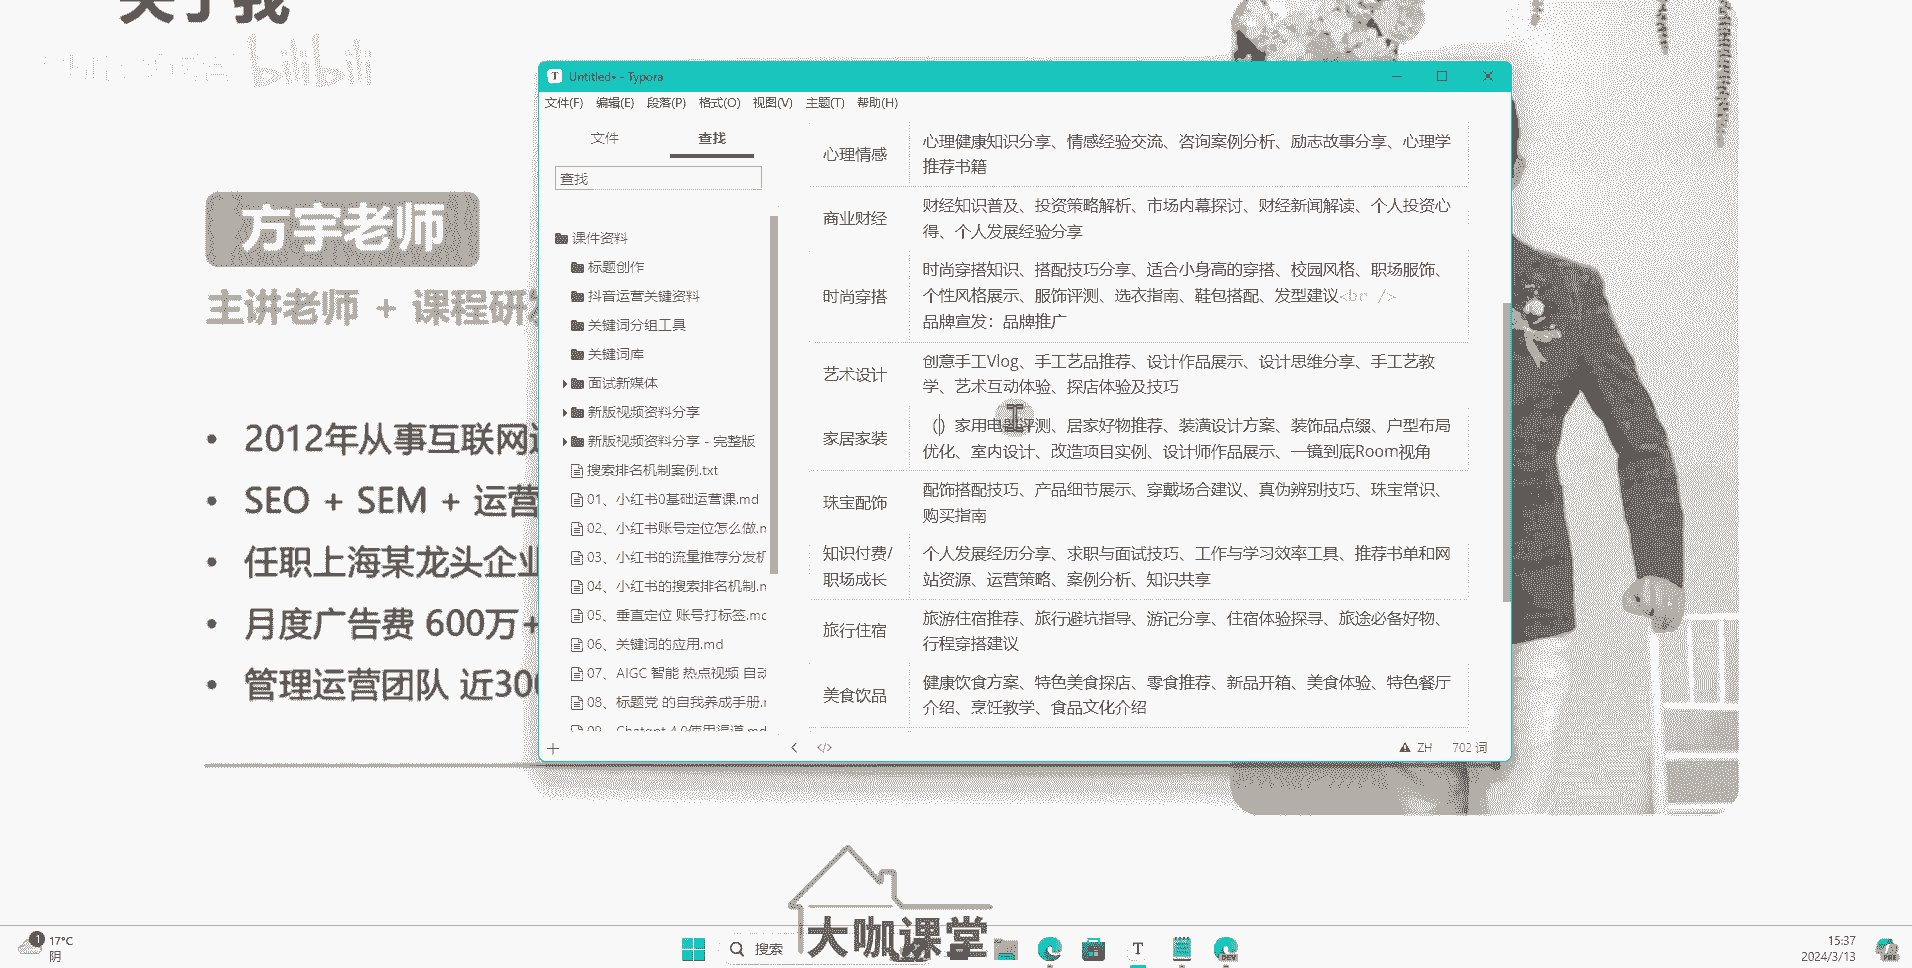 关于我
bilibili
方宇老师
主讲老师 + 课程研发
• 2012年从事互联网
• SEO + SEM + 运营
• 任职上海某龙头企业
• 月度广告费 600万+
• 管理运营团队 近300
Untitled• - Typora
文件(F) 编辑(E) 段落(P) 格式(O) 视图(V) 主题(T) 帮助(H)
文件 查找
查找
课件资料
标题创作
抖音运营关键资料
关键词分组工具
关键词库
面试新媒体
新版视频资料分享
新版视频资料分享 - 完整版
搜索排名机制案例.txt
01、小红书0基础运营课.md
02、小红书账号定位怎么做.m
03、小红书的流量推荐分发机
04、小红书的搜索排名机制.m
05、垂直定位 账号打标签.mc
06、关键词的应用.md
07、AIGC 智能 热点视频 自动
08、标题党 的自我养成手册.m
09、Chatgpt 4.0使用渠道.md
心理情感
心理健康知识分享、情感经验交流、咨询案例分析、励志故事分享、心理学
推荐书籍
商业财经
财经知识普及、投资策略解析、市场内幕探讨、财经新闻解读、个人投资心
得、个人发展经验分享
时尚穿搭
时尚穿搭知识、搭配技巧分享、适合小身高的穿搭、校园风格、职场服饰、
个性风格展示、服饰评测、选衣指南、鞋包搭配、发型建议<br />
品牌宣发：品牌推广
艺术设计
创意手工Vlog、手工艺品推荐、设计作品展示、设计思维分享、手工艺教
学、艺术互动体验、探店体验及技巧
家居家装
（）家用电器评测、居家好物推荐、装潢设计方案、装饰品点缀、户型布局
优化、室内设计、改造项目实例、设计师作品展示、一镜到底Room视角
珠宝配饰
配饰搭配技巧、产品细节展示、穿戴场合建议、真伪辨别技巧、珠宝常识、
购买指南
知识付费/
职场成长
个人发展经历分享、求职与面试技巧、工作与学习效率工具、推荐书单和网
站资源、运营策略、案例分析、知识共享
旅行住宿
旅游住宿推荐、旅行避坑指导、游记分享、住宿体验探寻、旅途必备好物、
行程穿搭建议
美食饮品
健康饮食方案、特色美食探店、零食推荐、新品开箱、美食体验、特色餐厅
介绍、烹饪教学、食品文化介绍
ZH 702 词
大咖课堂
1 17°C
阴
搜索
T
DEV
15:37
2024/3/13
PRE